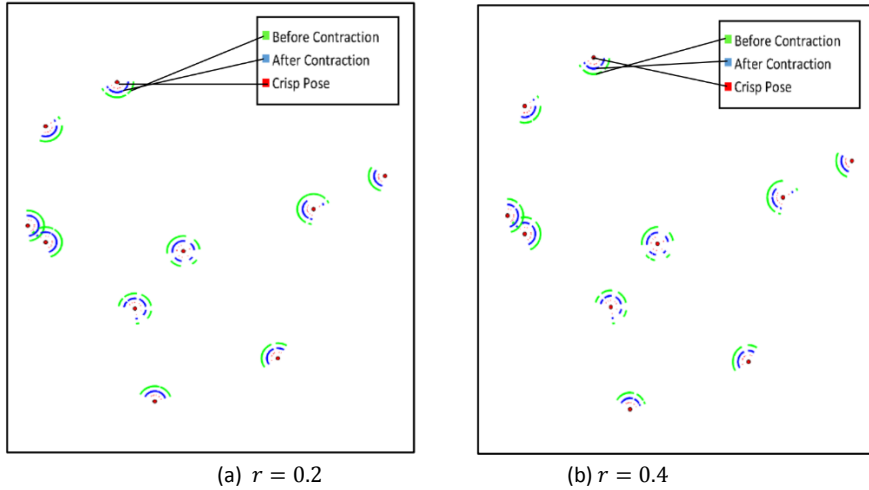 Before Contraction
After Contraction
Crisp Pose
Before Contraction
After Contraction
Crisp Pose
(a) r = 0.2
(b) r = 0.4